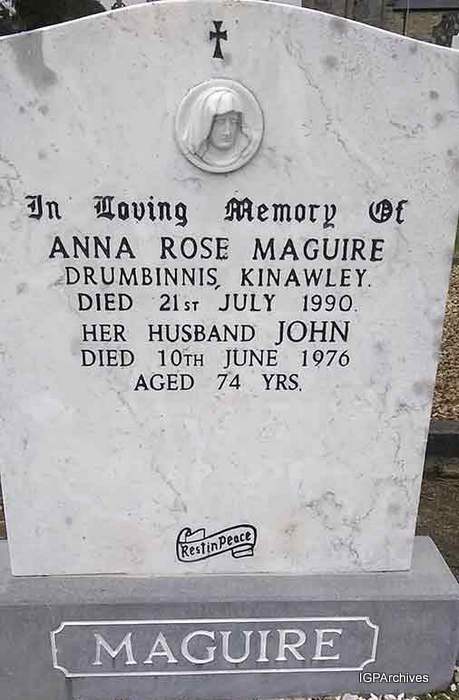 In Loving Memory Of
ANNA ROSE MAGUIRE
DRUMBINNIS, KINAWLEY.
DIED 21ST JULY 1990.
HER HUSBAND JOHN
DIED 10TH JUNE 1976
AGED 74 YRS.
Rest in Peace
MAGUIRE
IGPArchives